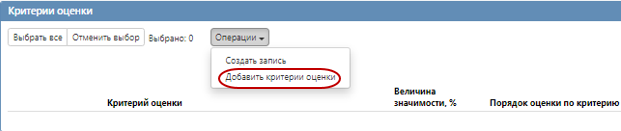 Критерии оценки
Выбрать все Отменить выбор Выбрано: 0 Операции
Создать запись
Добавить критерии оценки
Критерий оценки Величина значимости, % Порядок оценки по критерию